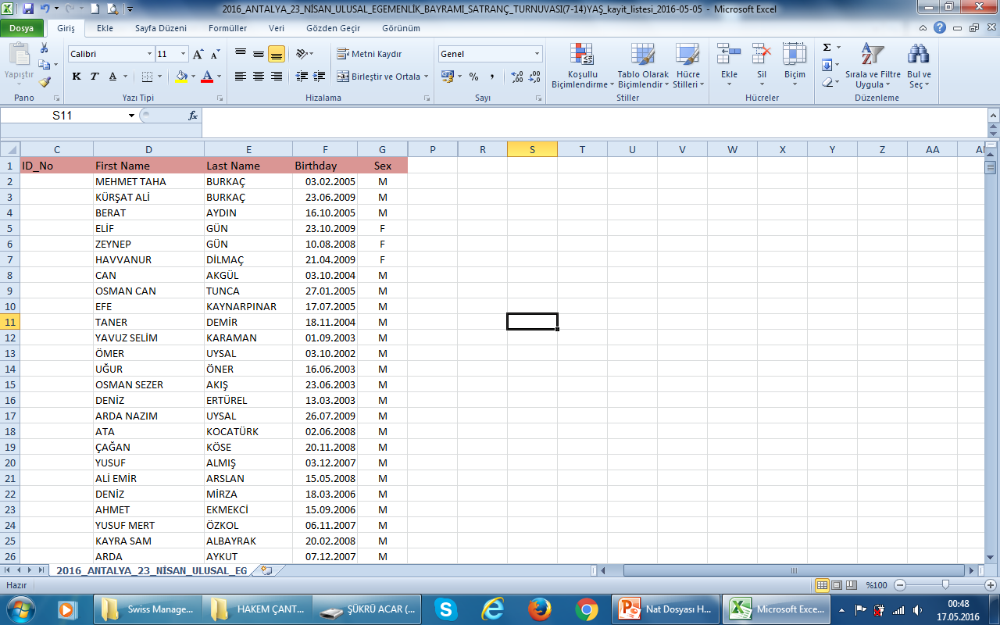 2016_ANTALYA_23_NİSAN_ULUSAL_EGEMENLİK_BAYRAMI_SATRANÇ_TURNUVASI(7-14)YAŞ_kayit_listesi_2016-05-05 - Microsoft Excel
Dosya Giriş Ekle Sayfa Düzeni Formüller Veri Gözden Geçir Görünüm
Yapıştır
Calibri 11
K T A
Metni Kaydır
Birleştir ve Ortala
Genel
Koşullu Biçimlendirme
Tablo Olarak Biçimlendir
Hücre Stilleri
Ekle Sil Biçim
Sırala ve Filtre Uygula
Bul ve Seç
Pano Yazı Tipi Hizalama Sayı Stiller Hücreler Düzenleme
S11 fx
C D E F G P R S T U V W X Y Z AA
1 ID_No First Name Last Name Birthday Sex
2 MEHMET TAHA BURKAÇ 03.02.2005 M
3 KÜRŞAT ALİ BURKAÇ 23.06.2009 M
4 BERAT AYDIN 16.10.2005 M
5 ELİF GÜN 23.10.2009 F
6 ZEYNEP GÜN 10.08.2008 F
7 HAVVANUR DİLMAÇ 21.04.2009 F
8 CAN AKGÜL 03.10.2004 M
9 OSMAN CAN TUNCA 27.01.2005 M
10 EFE KAYNARPINAR 17.07.2005 M
11 TANER DEMİR 18.11.2004 M
12 YAVUZ SELİM KARAMAN 01.09.2003 M
13 ÖMER UYSAL 03.10.2002 M
14 UĞUR ÖNER 16.06.2003 M
15 OSMAN SEZER AKIŞ 23.06.2003 M
16 DENİZ ERTÜREL 13.03.2003 M
17 ARDA NAZIM UYSAL 26.07.2009 M
18 ATA KOCATÜRK 02.06.2008 M
19 ÇAĞAN KÖSE 20.11.2008 M
20 YUSUF ALMIŞ 03.12.2007 M
21 ALİ EMİR ARSLAN 15.05.2008 M
22 DENİZ MİRZA 18.03.2006 M
23 AHMET EKMEKCİ 15.09.2006 M
24 YUSUF MERT ÖZKOL 06.11.2007 M
25 KAYRA SAM ALBAYRAK 20.02.2008 M
26 ARDA AYKUT 07.12.2007 M
2016_ANTALYA_23_NİSAN_ULUSAL_EG
Hazır %100
Swiss Manage... HAKEM ÇANT... ŞÜKRÜ ACAR (... Nat Dosyası H... Microsoft Exce...
00:48
17.05.2016